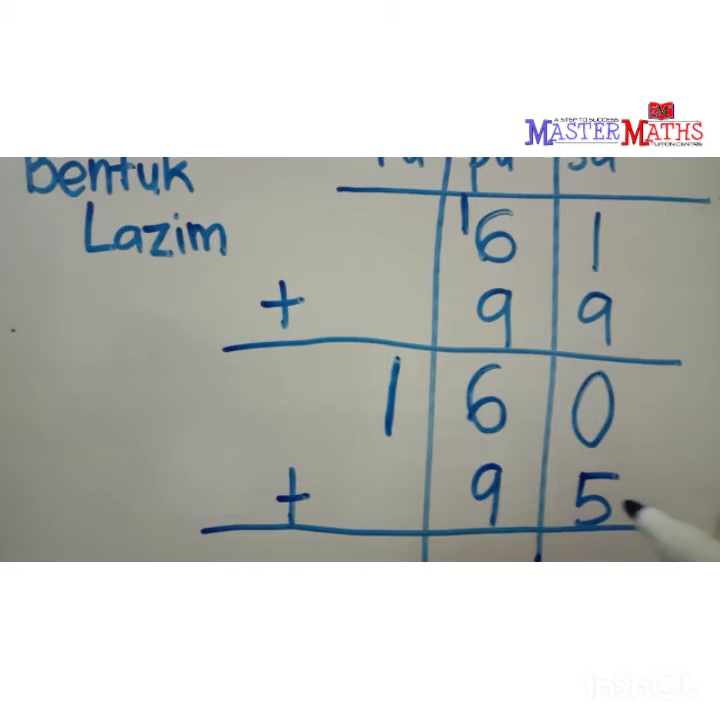 A STEP TO SUCCESS
MASTER MATHS
TUITION CENTRE
Bentuk
Lazim
1
6 1
+ 9 9
1 6 0
+ 9 5